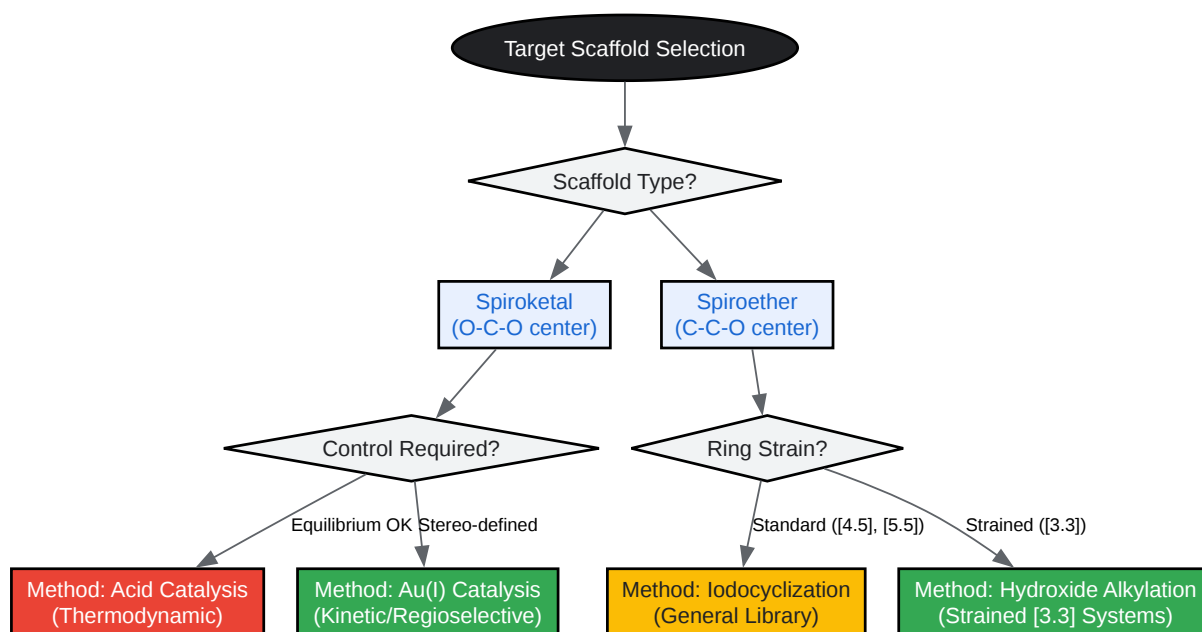 Target Scaffold Selection
Scaffold Type?
Spiroketal
(O-C-O center)
Spiroether
(C-C-O center)
Control Required?
Ring Strain?
Equilibrium OK
Stereo-defined
Standard ([4.5], [5.5])
Strained ([3.3])
Method: Acid Catalysis
(Thermodynamic)
Method: Au(I) Catalysis
(Kinetic/Regioselective)
Method: Iodocyclization
(General Library)
Method: Hydroxide Alkylation
(Strained [3.3] Systems)